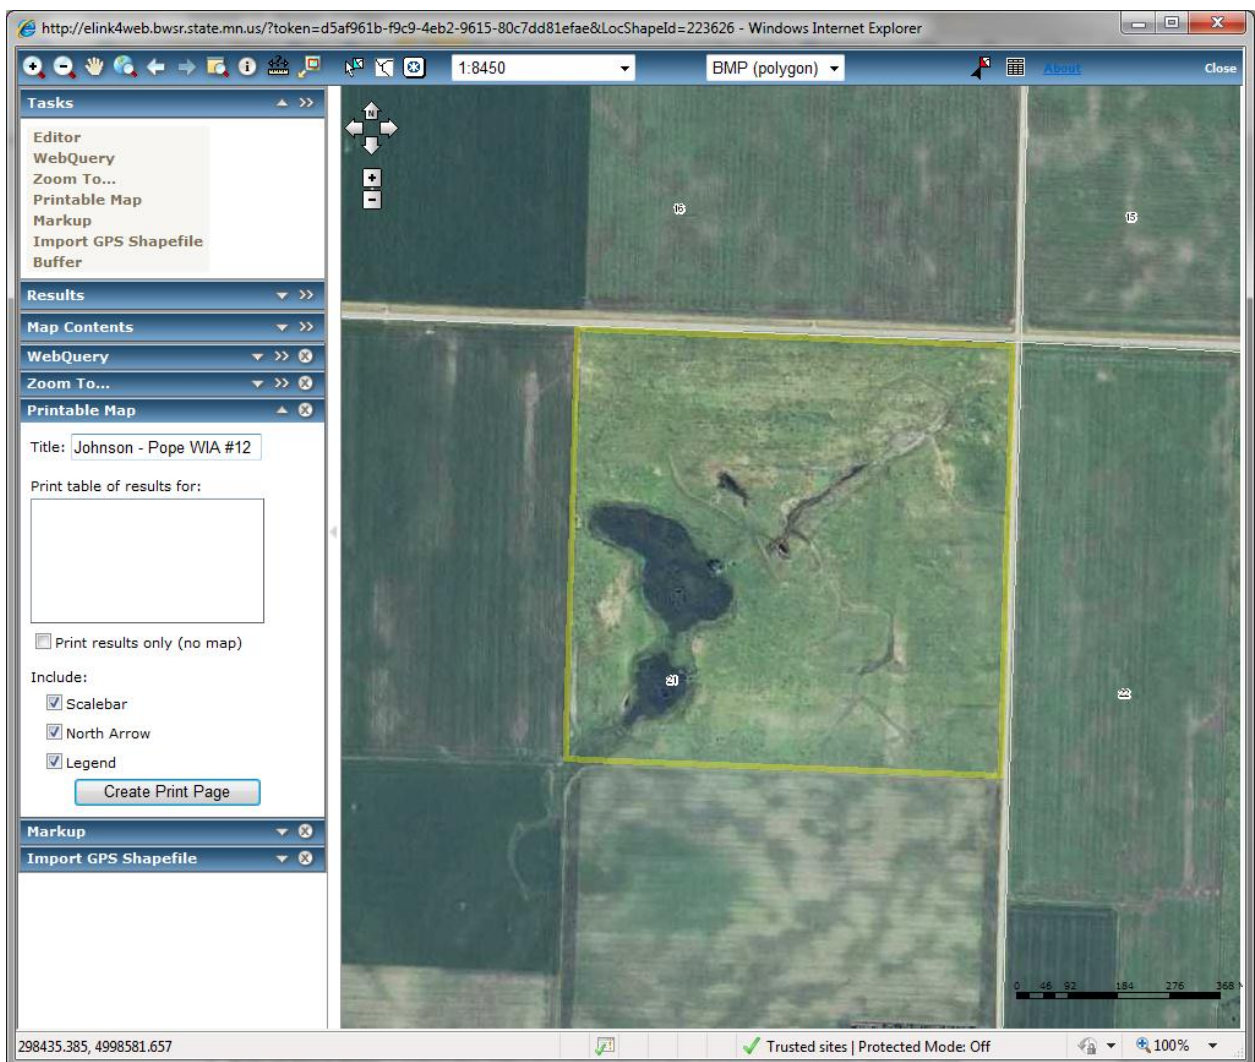 http://elink4web.bwsr.state.mn.us/?token=d5af961b-f9c9-4eb2-9615-80c7dd81efae&LocShapeId=223626 - Windows Internet Explorer
1:8450
BMP (polygon)
About
Close
Tasks
Editor
WebQuery
Zoom To...
Printable Map
Markup
Import GPS Shapefile
Buffer
Results
Map Contents
WebQuery
Zoom To...
Printable Map
Title: Johnson - Pope WIA #12
Print table of results for:
Print results only (no map)
Include:
Scalebar
North Arrow
Legend
Create Print Page
Markup
Import GPS Shapefile
N
16
15
21
22
0 46 92 184 276 368
298435.385, 4998581.657
Trusted sites | Protected Mode: Off
100%